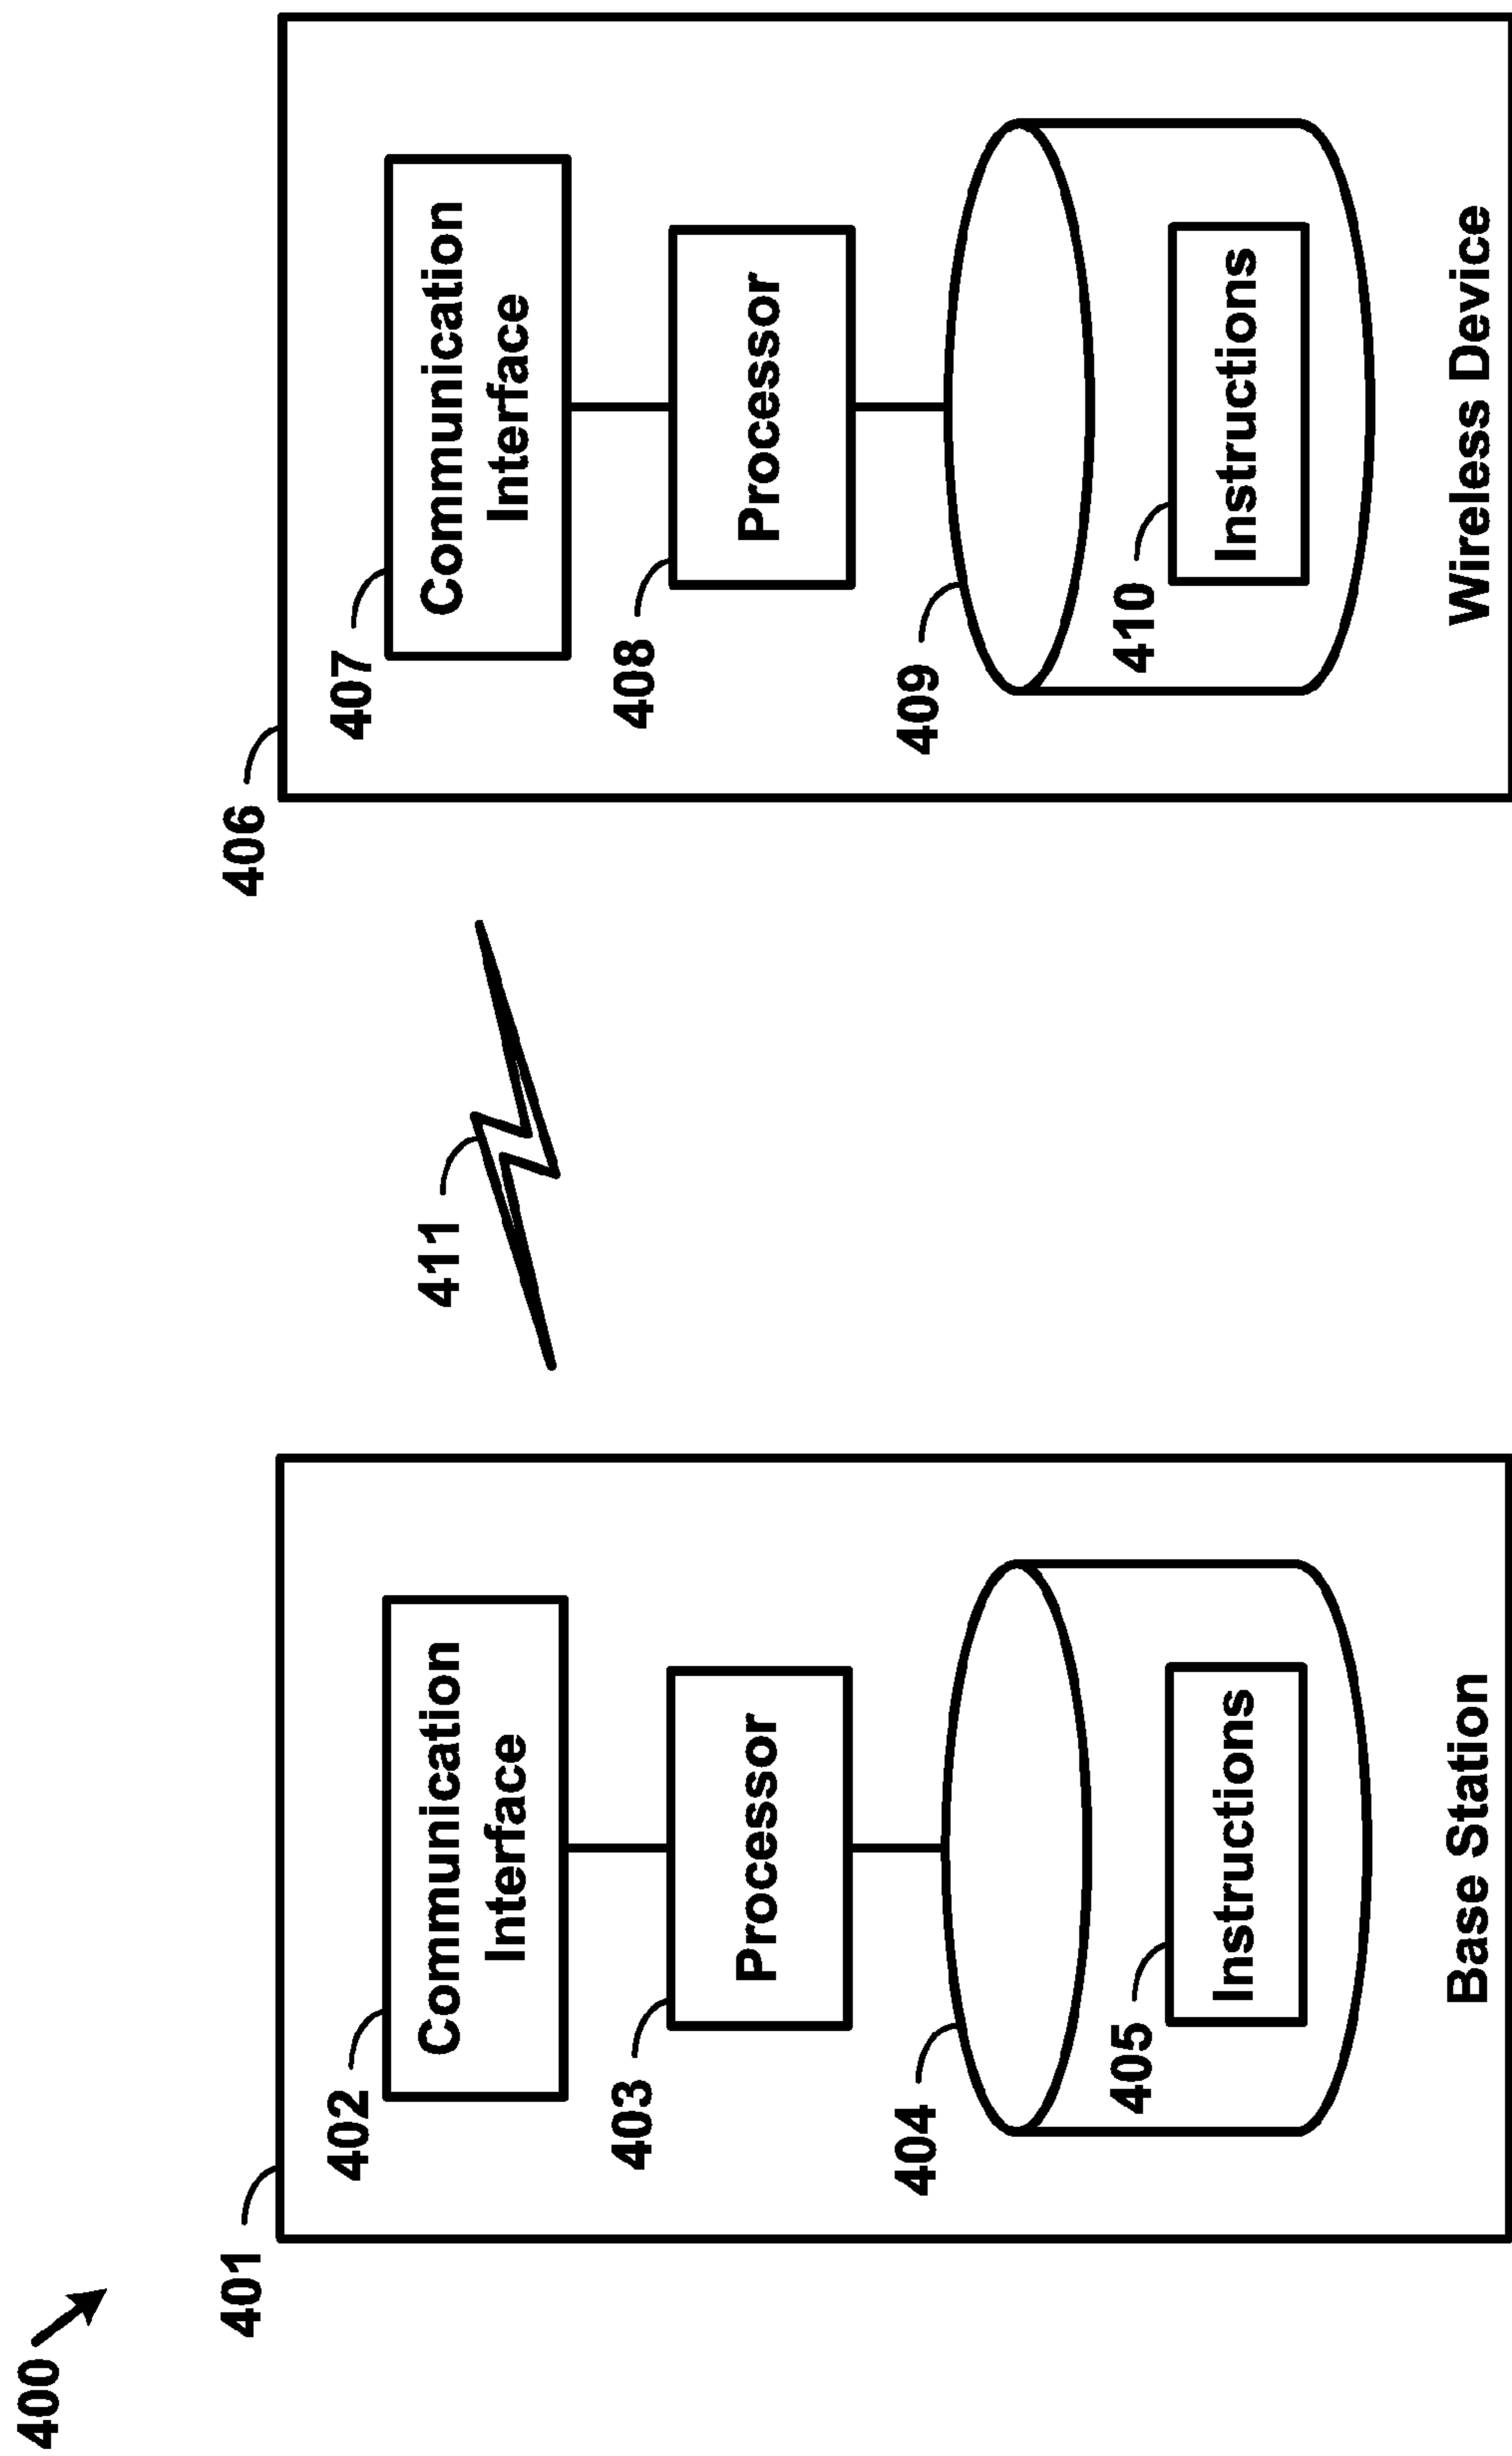 400
401
402
Communication
Interface
403
Processor
404
405
Instructions
Base Station
411
406
407
Communication
Interface
408
Processor
409
410
Instructions
Wireless Device